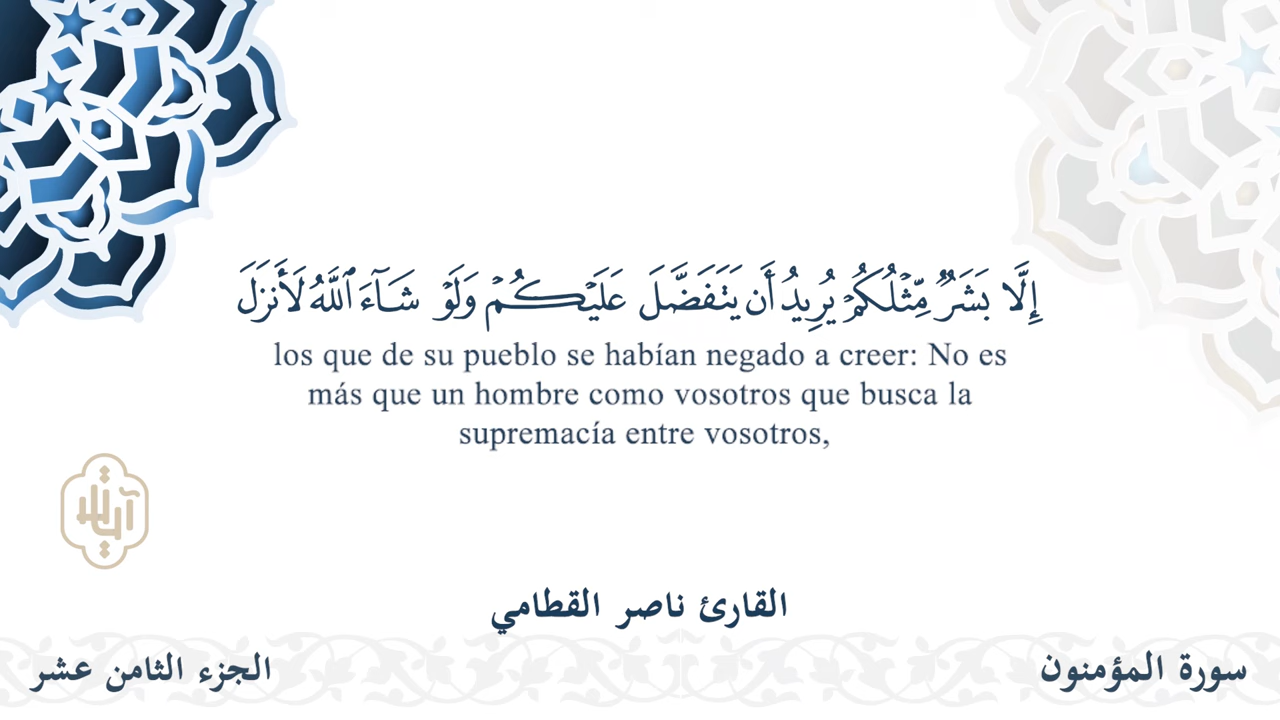 إِلَّا بَشَرٌ مِّثْلُكُمْ يُرِيدُ أَن يَتَفَضَّلَ عَلَيْكُمْ وَلَوْ شَآءَ ٱللَّهُ لَأَنزَلَ
los que de su pueblo se habían negado a creer: No es
más que un hombre como vosotros que busca la
supremacía entre vosotros,
القارئ ناصر القطامي
سورة المؤمنون
الجزء الثامن عشر